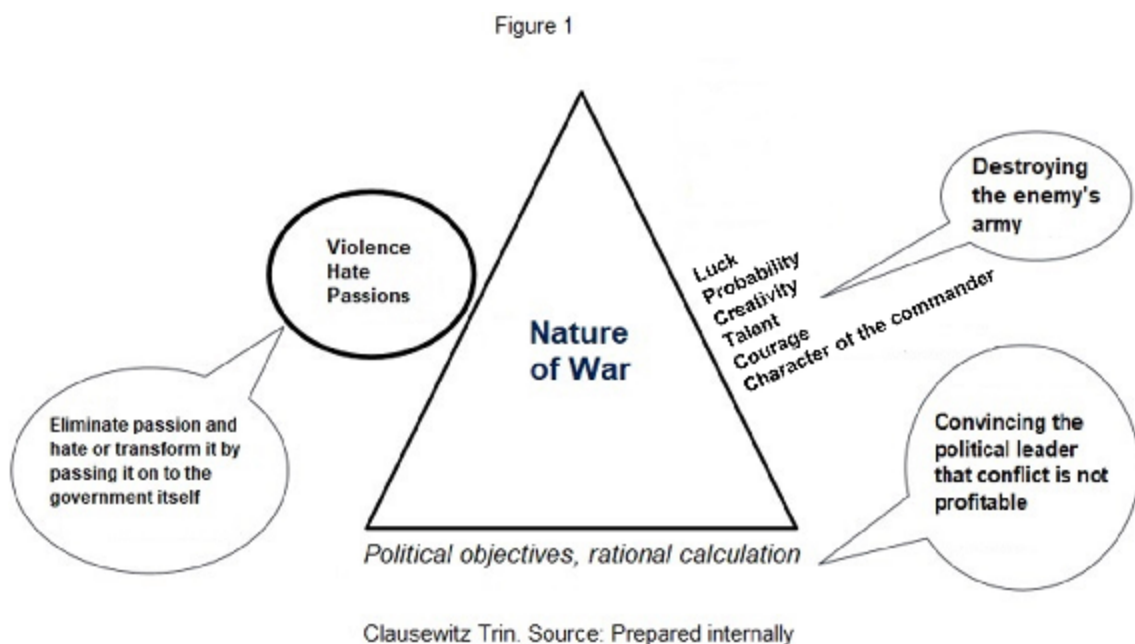 Figure 1
Destroying
the enemy's
army
Violence
Hate
Passions
Luck
Probability
Creativity
Talent
Courage
Character of the commander
Nature
of War
Eliminate passion and
hate or transform it by
passing it on to the
government itself
Convincing the
political leader
that conflict is not
profitable
Political objectives, rational calculation
Clausewitz Trin. Source: Prepared internally